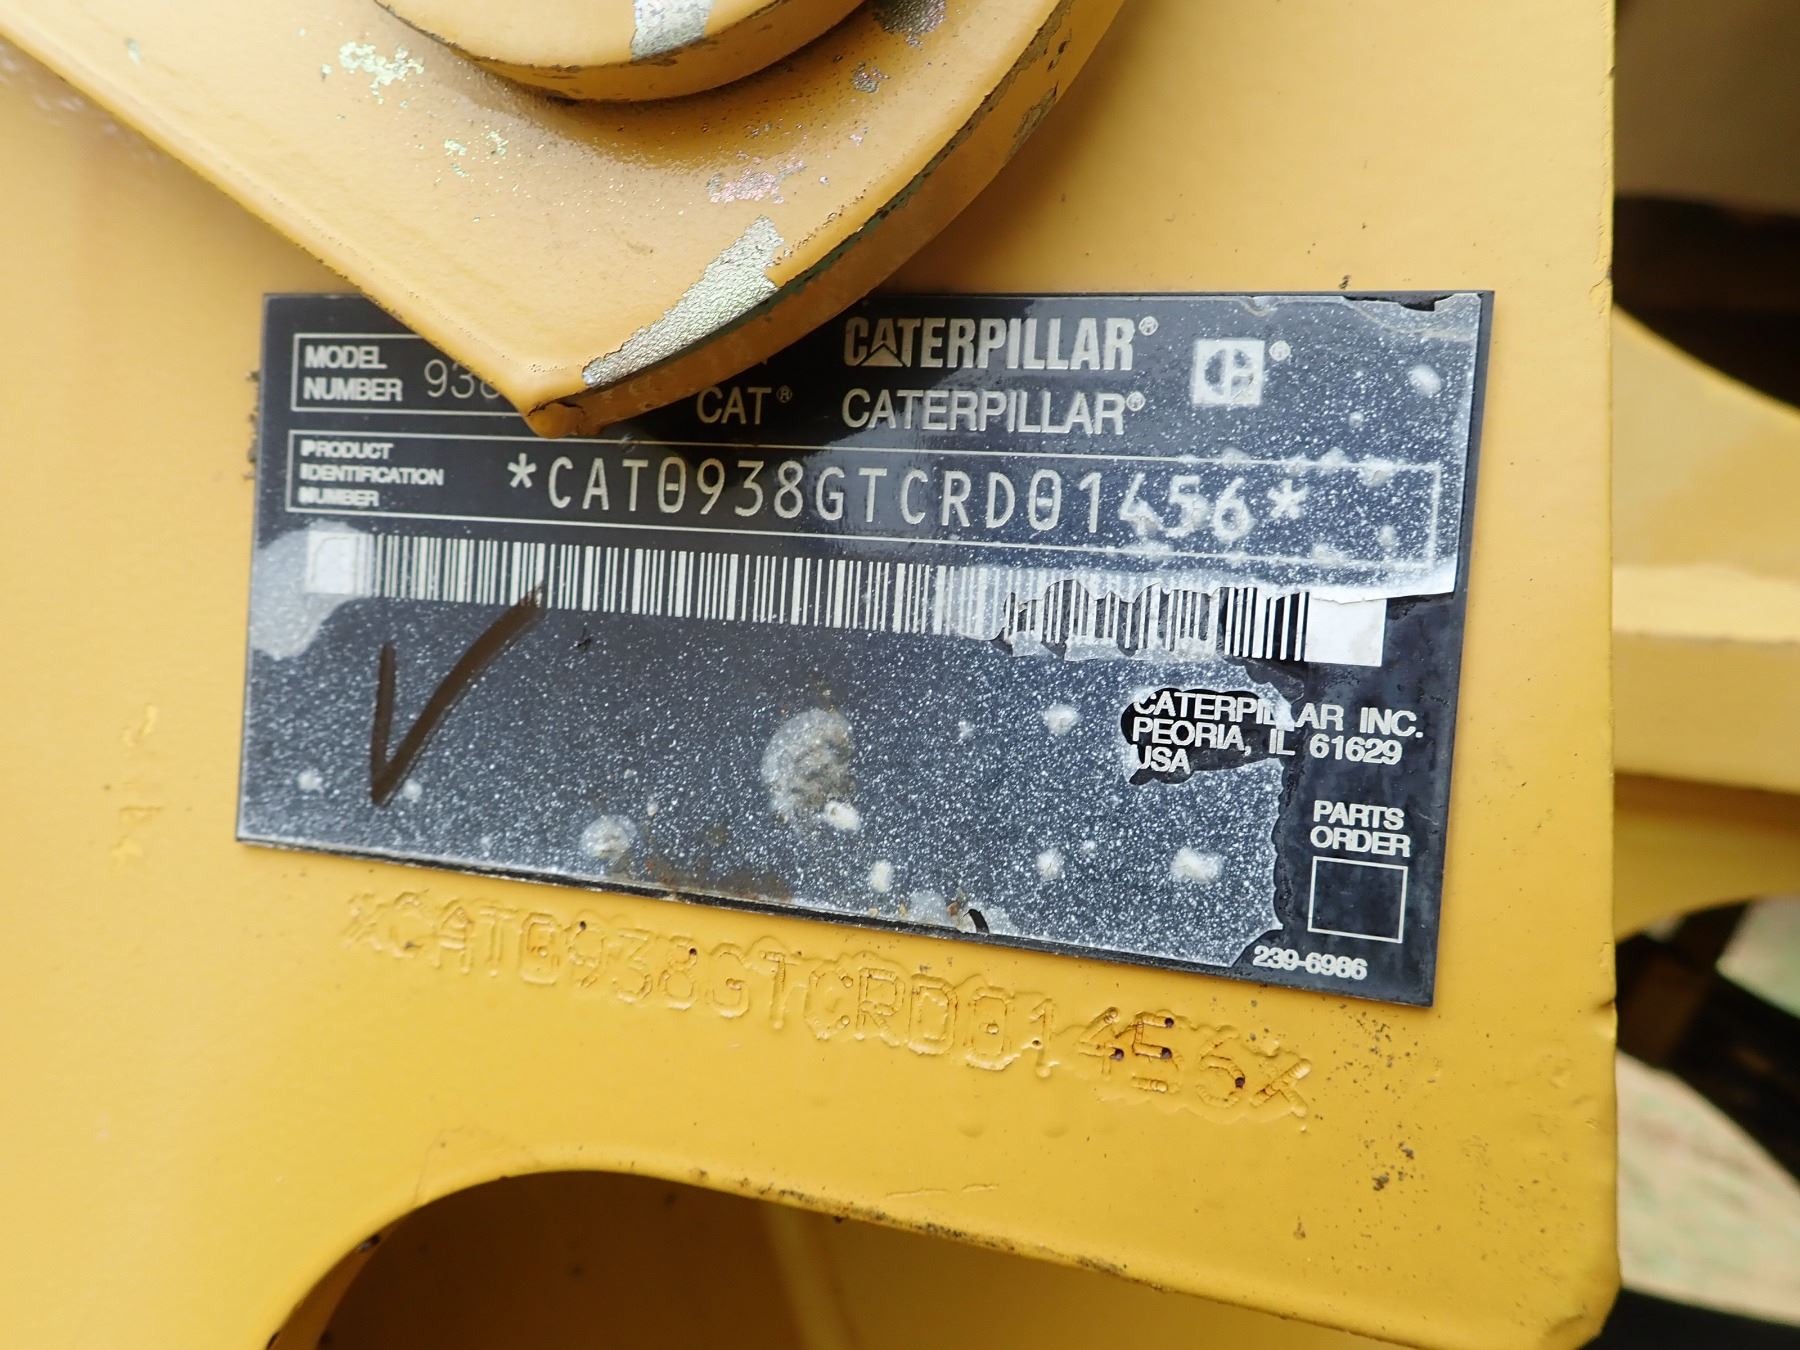 MODEL
NUMBER 938
CATERPILLAR®
CAT® CATERPILLAR®
PRODUCT
IDENTIFICATION
NUMBER
*CAT0938GTCRD01456*
CATERPILLAR INC.
PEORIA, IL 61629
USA
PARTS
ORDER
239-6986
*CAT0938GTCRD01456*